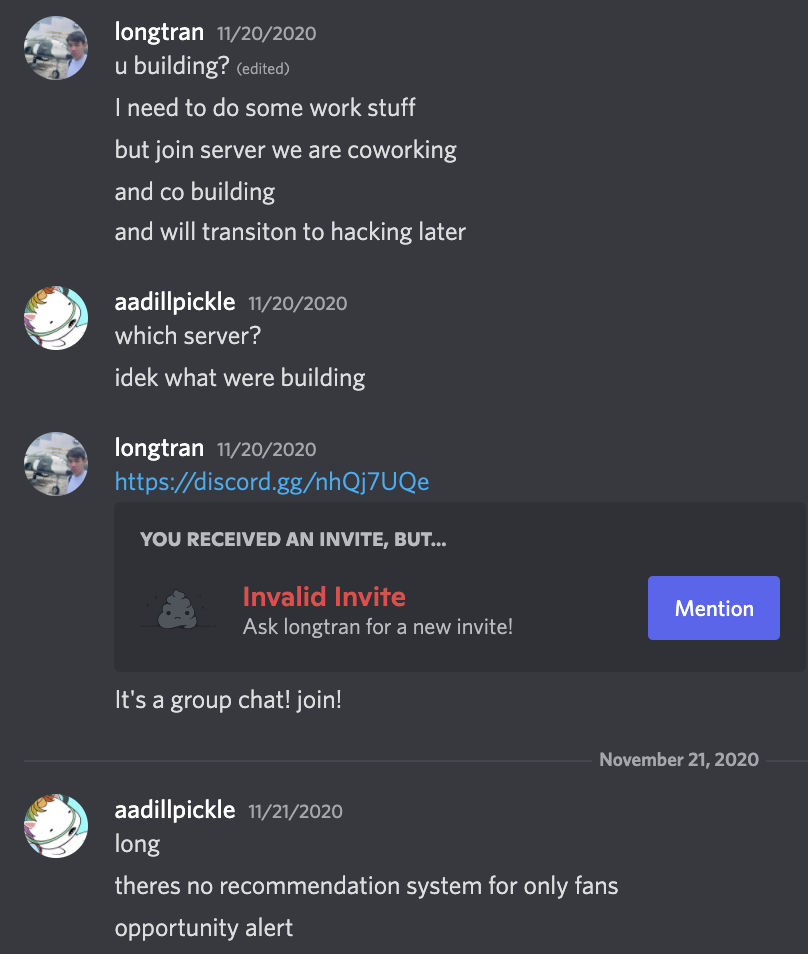 longtran 11/20/2020
u building? (edited)
I need to do some work stuff
but join server we are coworking
and co building
and will transiton to hacking later
aadillpickle 11/20/2020
which server?
idek what were building
longtran 11/20/2020
https://discord.gg/nhQj7UQe
YOU RECEIVED AN INVITE, BUT...
Invalid Invite
Ask longtran for a new invite!
Mention
It's a group chat! join!
November 21, 2020
aadillpickle 11/21/2020
long
theres no recommendation system for only fans
opportunity alert